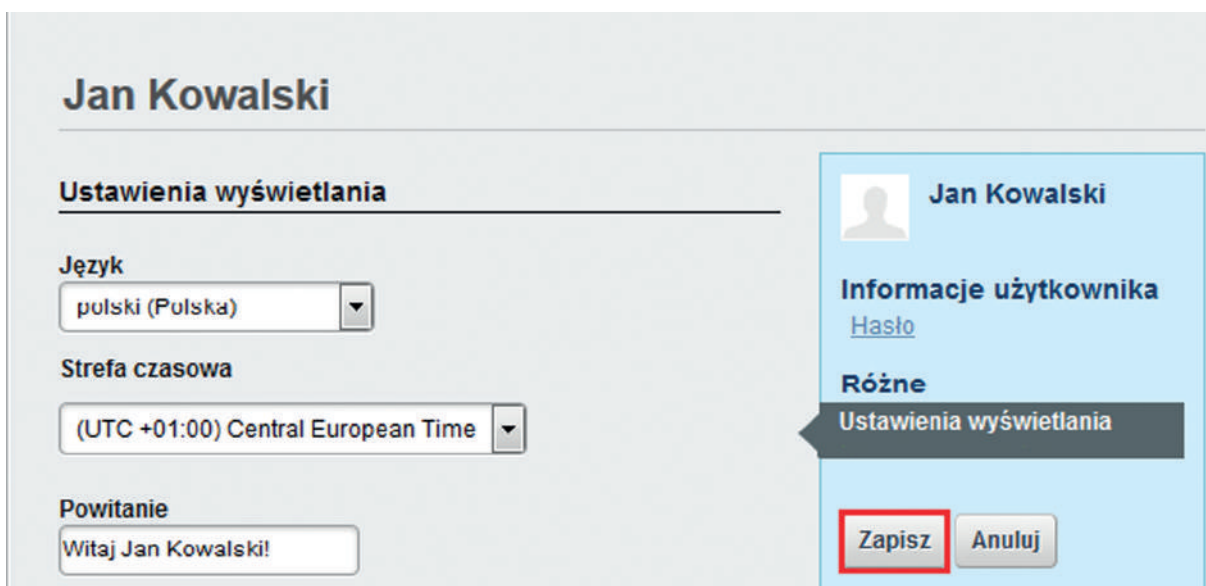 Jan Kowalski
Ustawienia wyświetlania
Język
polski (Polska)
Strefa czasowa
(UTC +01:00) Central European Time
Powitanie
Witaj Jan Kowalski!
Jan Kowalski
Informacje użytkownika
Hasło
Różne
Ustawienia wyświetlania
Zapisz Anuluj